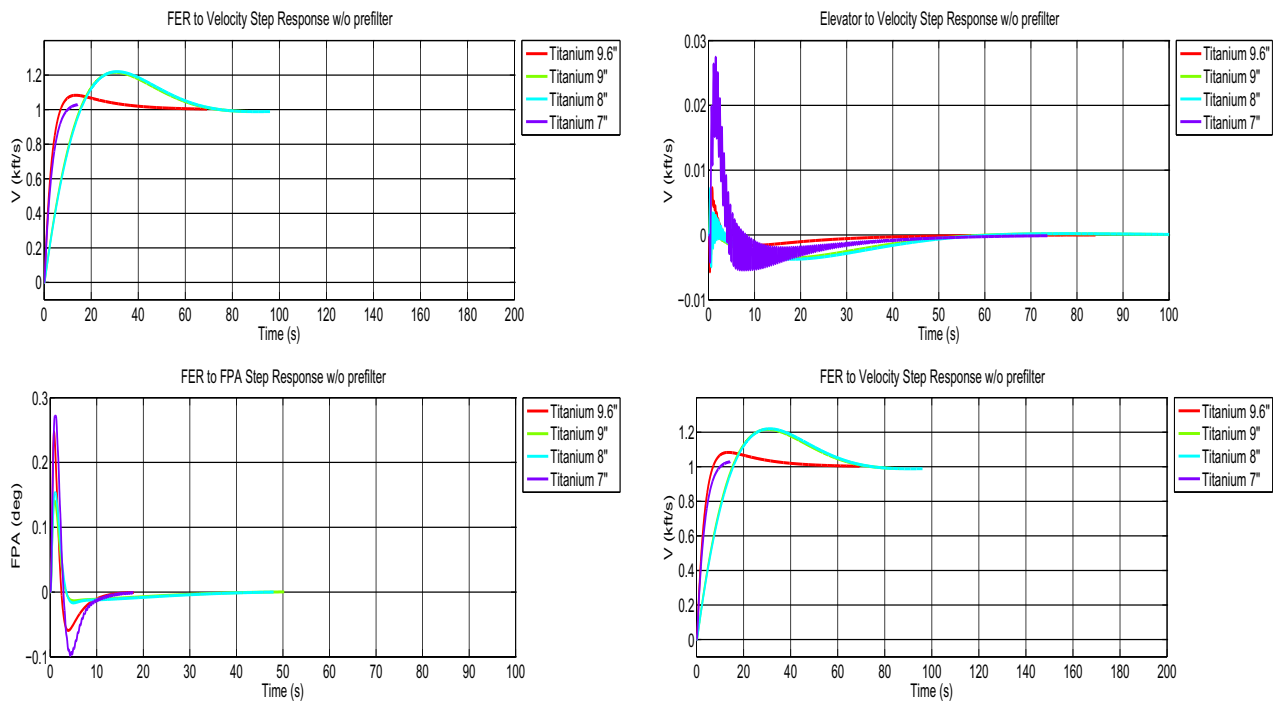 FER to Velocity Step Response w/o prefilter
V (kft/s)
1.2
1
0.8
0.6
0.4
0.2
0
0 20 40 60 80 100 120 140 160 180 200
Time (s)
Titanium 9.6"
Titanium 9"
Titanium 8"
Titanium 7"
Elevator to Velocity Step Response w/o prefilter
V (kft/s)
0.03
0.02
0.01
0
−0.01
0 10 20 30 40 50 60 70 80 90 100
Time (s)
Titanium 9.6"
Titanium 9"
Titanium 8"
Titanium 7"
FER to FPA Step Response w/o prefilter
FPA (deg)
0.3
0.2
0.1
0
−0.1
0 10 20 30 40 50 60 70 80 90 100
Time (s)
Titanium 9.6"
Titanium 9"
Titanium 8"
Titanium 7"
FER to Velocity Step Response w/o prefilter
V (kft/s)
1.2
1
0.8
0.6
0.4
0.2
0
0 20 40 60 80 100 120 140 160 180 200
Time (s)
Titanium 9.6"
Titanium 9"
Titanium 8"
Titanium 7"